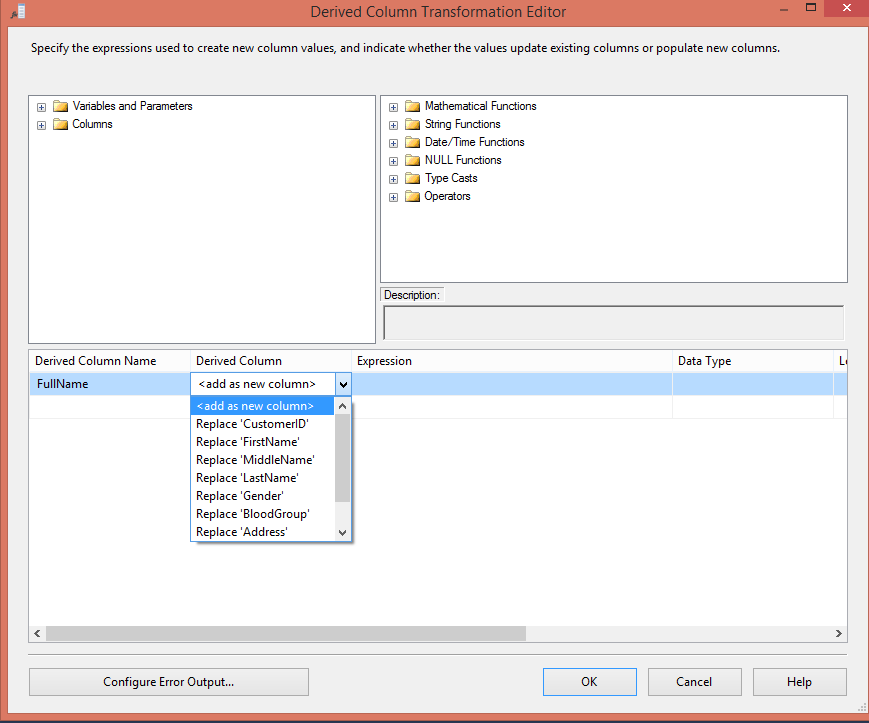 Derived Column Transformation Editor
Specify the expressions used to create new column values, and indicate whether the values update existing columns or populate new columns.
Variables and Parameters
Columns
Mathematical Functions
String Functions
Date/Time Functions
NULL Functions
Type Casts
Operators
Description:
Derived Column Name Derived Column Expression Data Type
FullName <add as new column>
<add as new column>
Replace 'CustomerID'
Replace 'FirstName'
Replace 'MiddleName'
Replace 'LastName'
Replace 'Gender'
Replace 'BloodGroup'
Replace 'Address'
Configure Error Output... OK Cancel Help